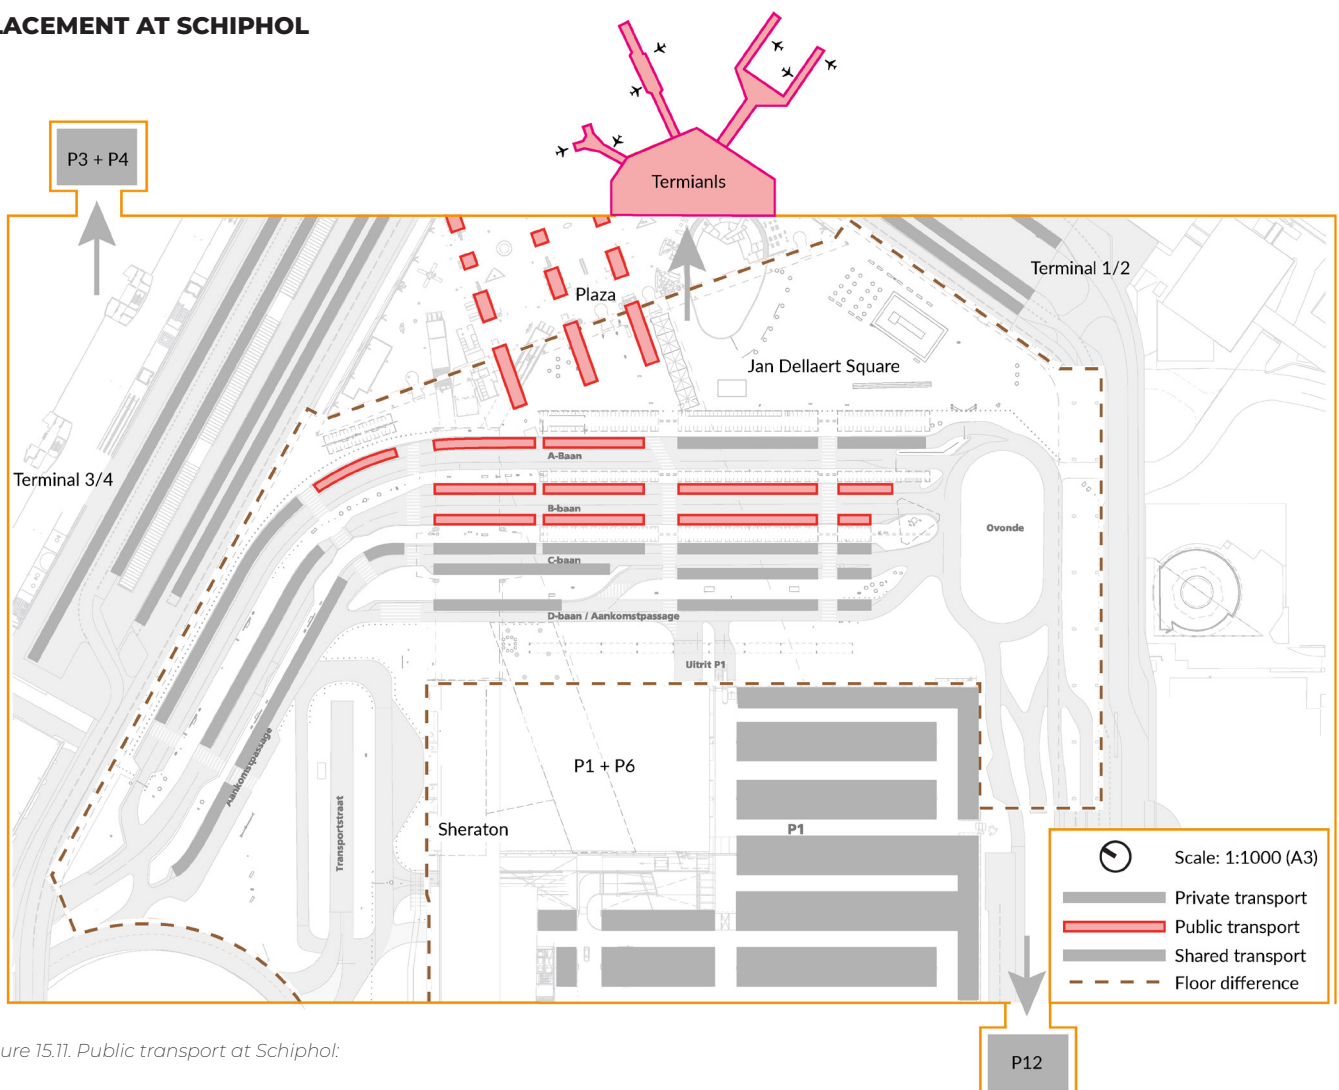 LACEMENT AT SCHIPHOL
P3 + P4
Termianls
Terminal 1/2
Plaza
Jan Dellaert Square
A-Baan
Terminal 3/4
B-baan
Ovonde
C-baan
D-baan / Aankomstpassage
Uitrit P1
Aankomstpassage
P1 + P6
Transportstraat
Sheraton
P1
Scale: 1:1000 (A3)
Private transport
Public transport
Shared transport
Floor difference
ure 15.11. Public transport at Schiphol:
P12